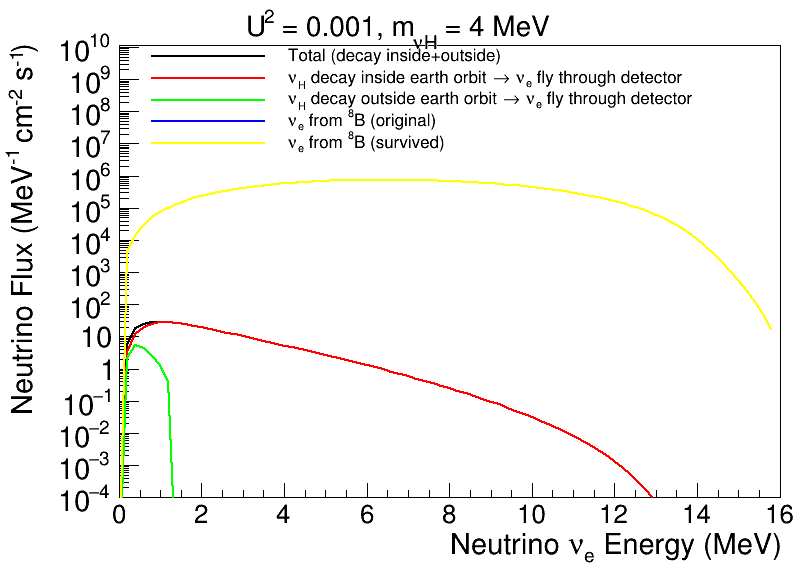 U² = 0.001, m_νH = 4 MeV
Neutrino Flux (MeV⁻¹ cm⁻² s⁻¹)
10¹⁰
10⁹
10⁸
10⁷
10⁶
10⁵
10⁴
10³
10²
10
1
10⁻¹
10⁻²
10⁻³
10⁻⁴
Total (decay inside+outside)
ν_H decay inside earth orbit → ν_e fly through detector
ν_H decay outside earth orbit → ν_e fly through detector
ν_e from ⁸B (original)
ν_e from ⁸B (survived)
0 2 4 6 8 10 12 14 16
Neutrino ν_e Energy (MeV)